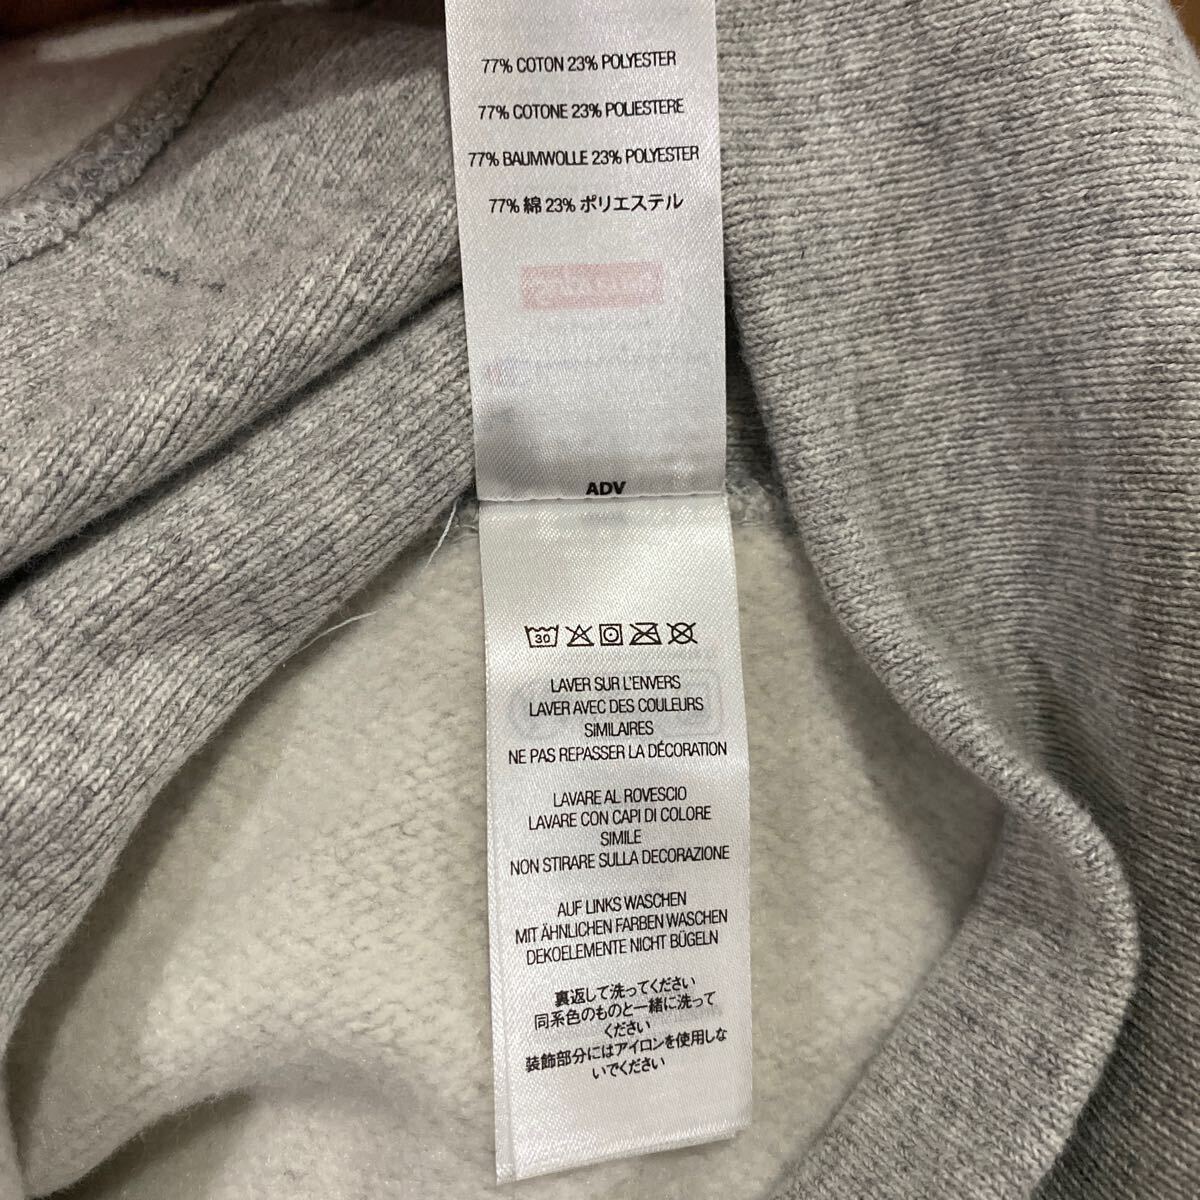 77% COTON 23% POLYESTER
77% COTONE 23% POLIESTERE
77% BAUMWOLLE 23% POLYESTER
77% 綿 23% ポリエステル
ADV
30
LAVER SUR L'ENVERS
LAVER AVEC DES COULEURS
SIMILAIRES
NE PAS REPASSER LA DÉCORATION
LAVARE AL ROVESCIO
LAVARE CON CAPI DI COLORE
SIMILE
NON STIRARE SULLA DECORAZIONE
AUF LINKS WASCHEN
MIT ÄHNLICHEN FARBEN WASCHEN
DEKOELEMENTE NICHT BÜGELN
裏返して洗ってください
同系色のものと一緒に洗って
ください
装飾部分にはアイロンを使用しな
いでください